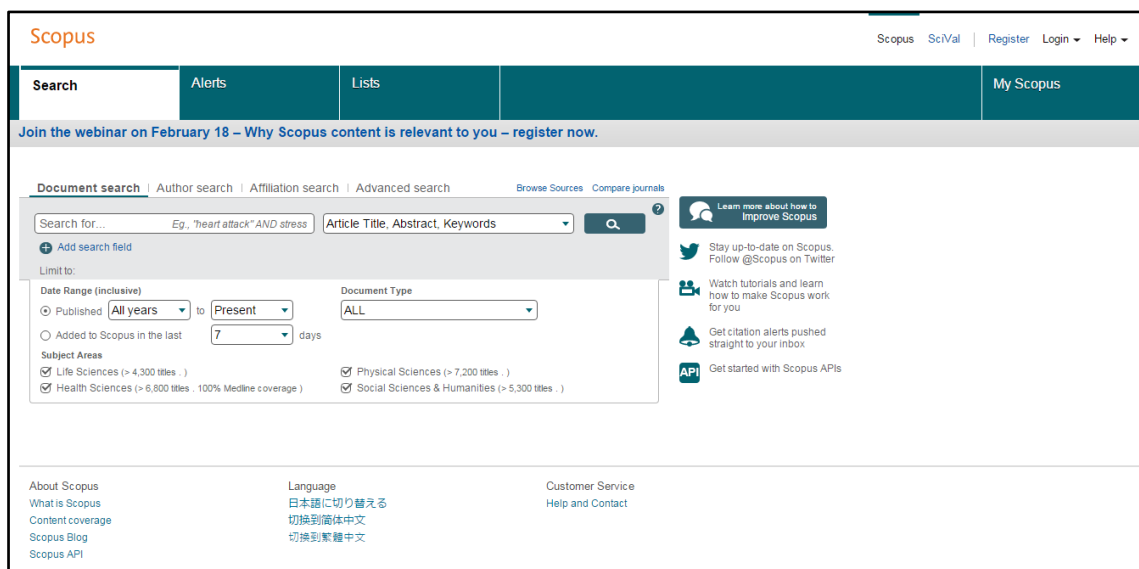 Scopus
Scopus SciVal Register Login Help
Search Alerts Lists My Scopus
Join the webinar on February 18 – Why Scopus content is relevant to you – register now.
Document search Author search Affiliation search Advanced search Browse Sources Compare journals
Search for... Eg., "heart attack" AND stress Article Title, Abstract, Keywords ?
Add search field
Limit to:
Date Range (inclusive) Document Type
Published All years to Present ALL
Added to Scopus in the last 7 days
Subject Areas
Life Sciences (> 4,300 titles . ) Physical Sciences (> 7,200 titles . )
Health Sciences (> 6,800 titles . 100% Medline coverage ) Social Sciences & Humanities (> 5,300 titles . )
Learn more about how to
Improve Scopus
Stay up-to-date on Scopus.
Follow @Scopus on Twitter
Watch tutorials and learn
how to make Scopus work
for you
Get citation alerts pushed
straight to your inbox
API Get started with Scopus APIs
About Scopus Language Customer Service
What is Scopus 日本語に切り替える Help and Contact
Content coverage 切换到简体中文
Scopus Blog 切換到繁體中文
Scopus API